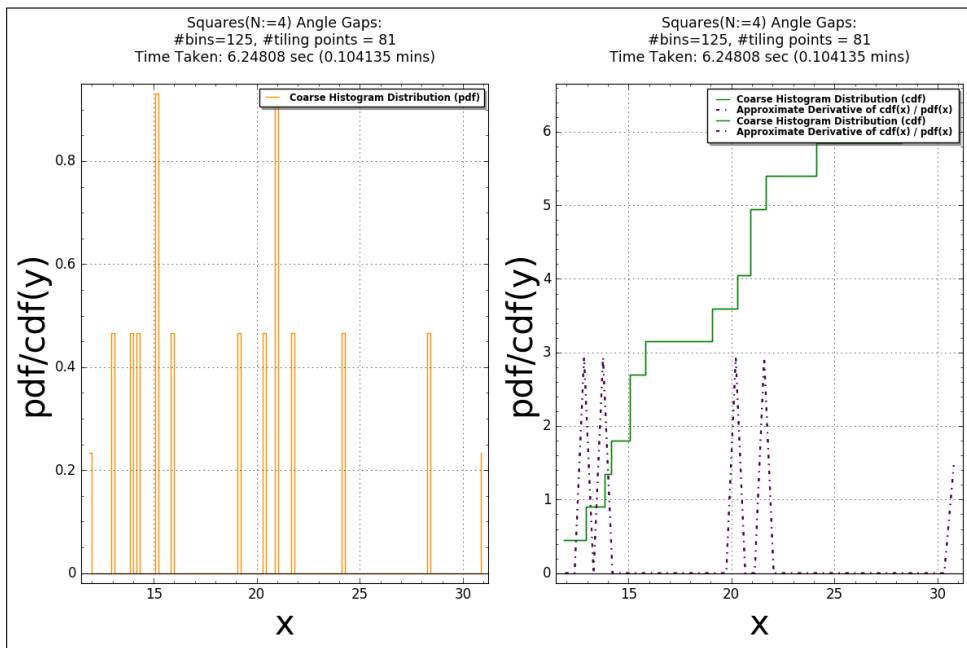 Squares(N:=4) Angle Gaps:
#bins=125, #tiling points = 81
Time Taken: 6.24808 sec (0.104135 mins)
Coarse Histogram Distribution (pdf)
pdf/cdf(y)
0.8
0.6
0.4
0.2
0
15
20
25
30
x
Squares(N:=4) Angle Gaps:
#bins=125, #tiling points = 81
Time Taken: 6.24808 sec (0.104135 mins)
Coarse Histogram Distribution (cdf)
Approximate Derivative of cdf(x) / pdf(x)
Coarse Histogram Distribution (cdf)
Approximate Derivative of cdf(x) / pdf(x)
pdf/cdf(y)
6
5
4
3
2
1
0
15
20
25
30
x